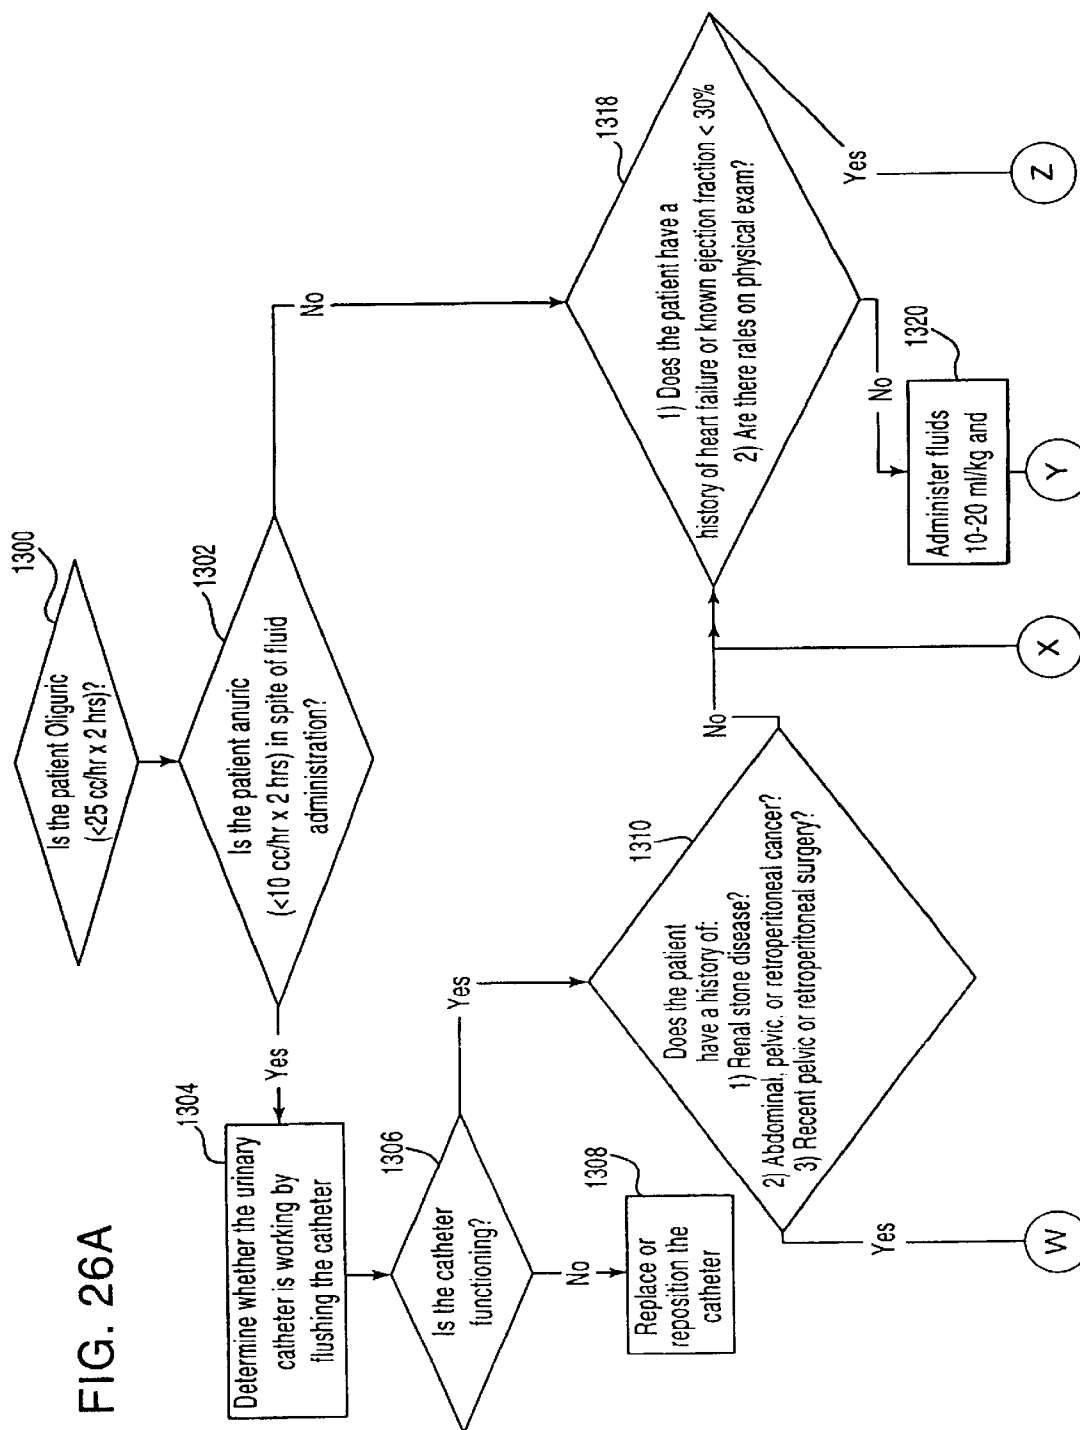 FIG. 26A
1300
Is the patient Oliguric
(<25 cc/hr x 2 hrs)?
1302
Is the patient anuric
(<10 cc/hr x 2 hrs) in spite of fluid
administration?
Yes
No
1304
Determine whether the urinary
catheter is working by
flushing the catheter
1306
Is the catheter
functioning?
Yes
No
1308
Replace or
reposition the
catheter
1310
Does the patient
have a history of:
1) Renal stone disease?
2) Abdominal, pelvic, or retroperitoneal cancer?
3) Recent pelvic or retroperitoneal surgery?
Yes
No
1318
1) Does the patient have a
history of heart failure or known ejection traction < 30%
2) Are there rales on physical exam?
No
Yes
1320
Administer fluids
10-20 ml/kg and
W
X
Y
Z